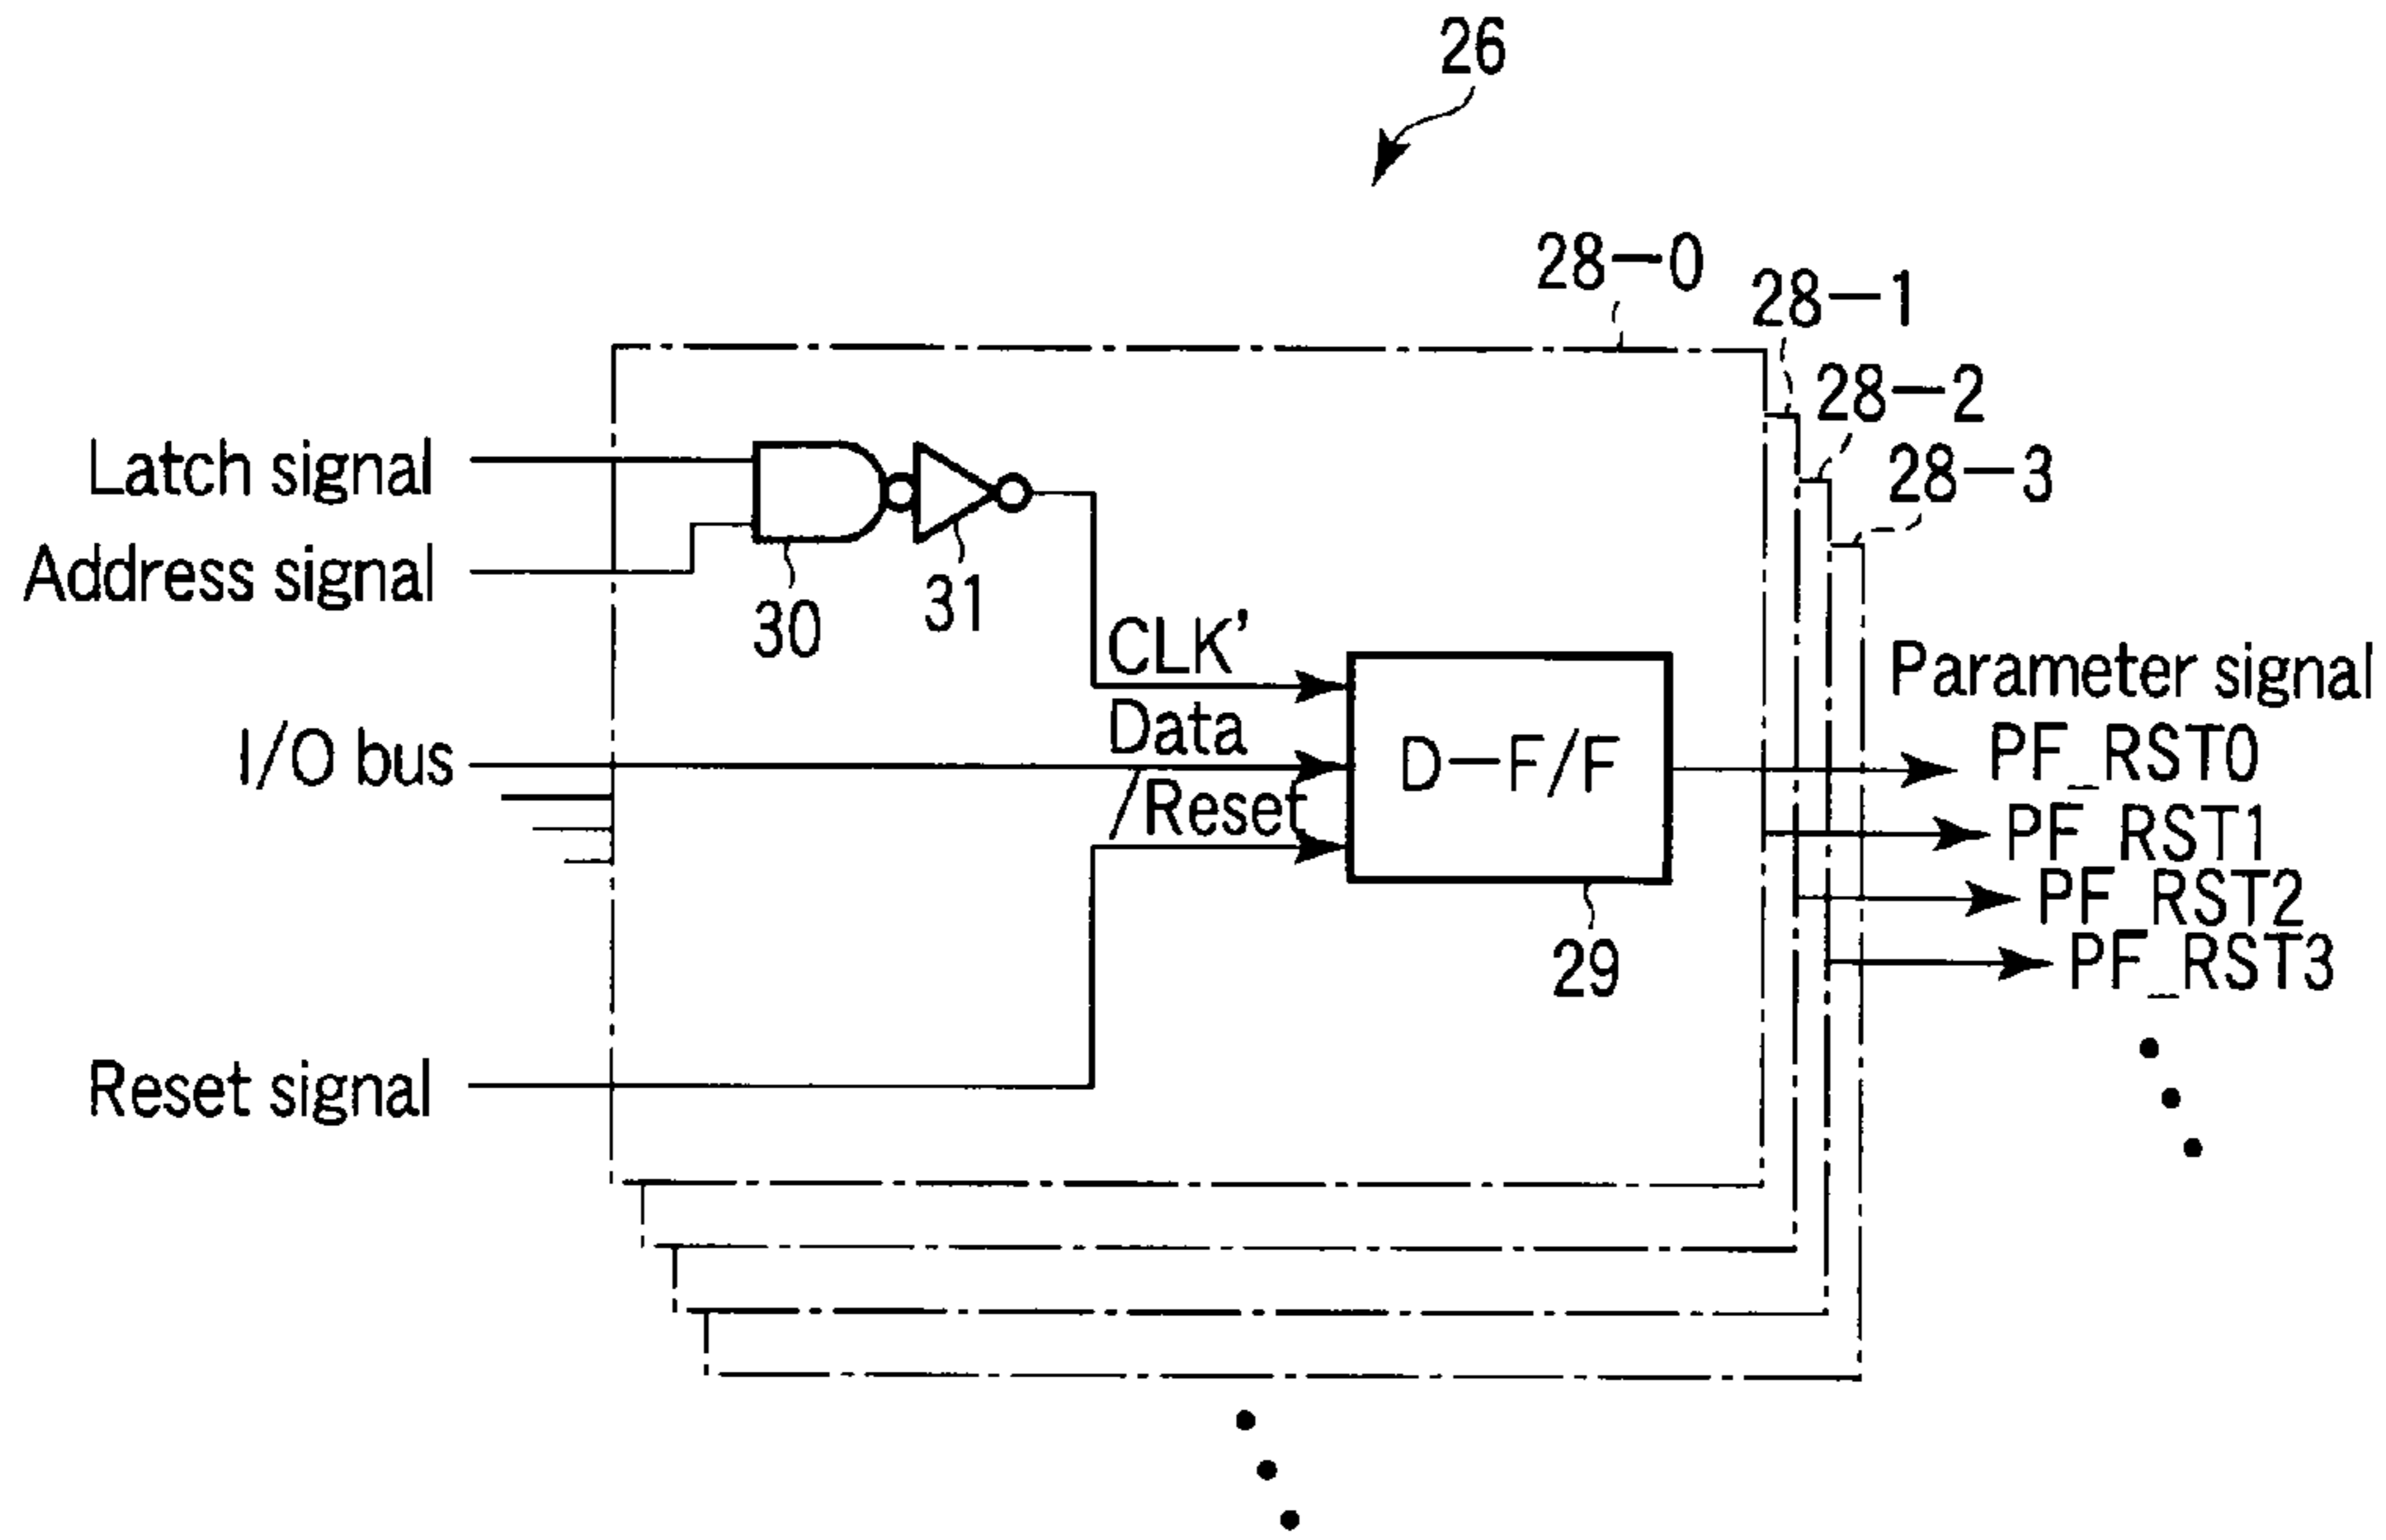 26
28-0
28-1
28-2
28-3
Latch signal
Address signal
30
31
CLK'
Parameter signal
I/O bus
Data
D-F/F
PF_RST0
/Reset
PF_RST1
PF_RST2
PF_RST3
29
Reset signal